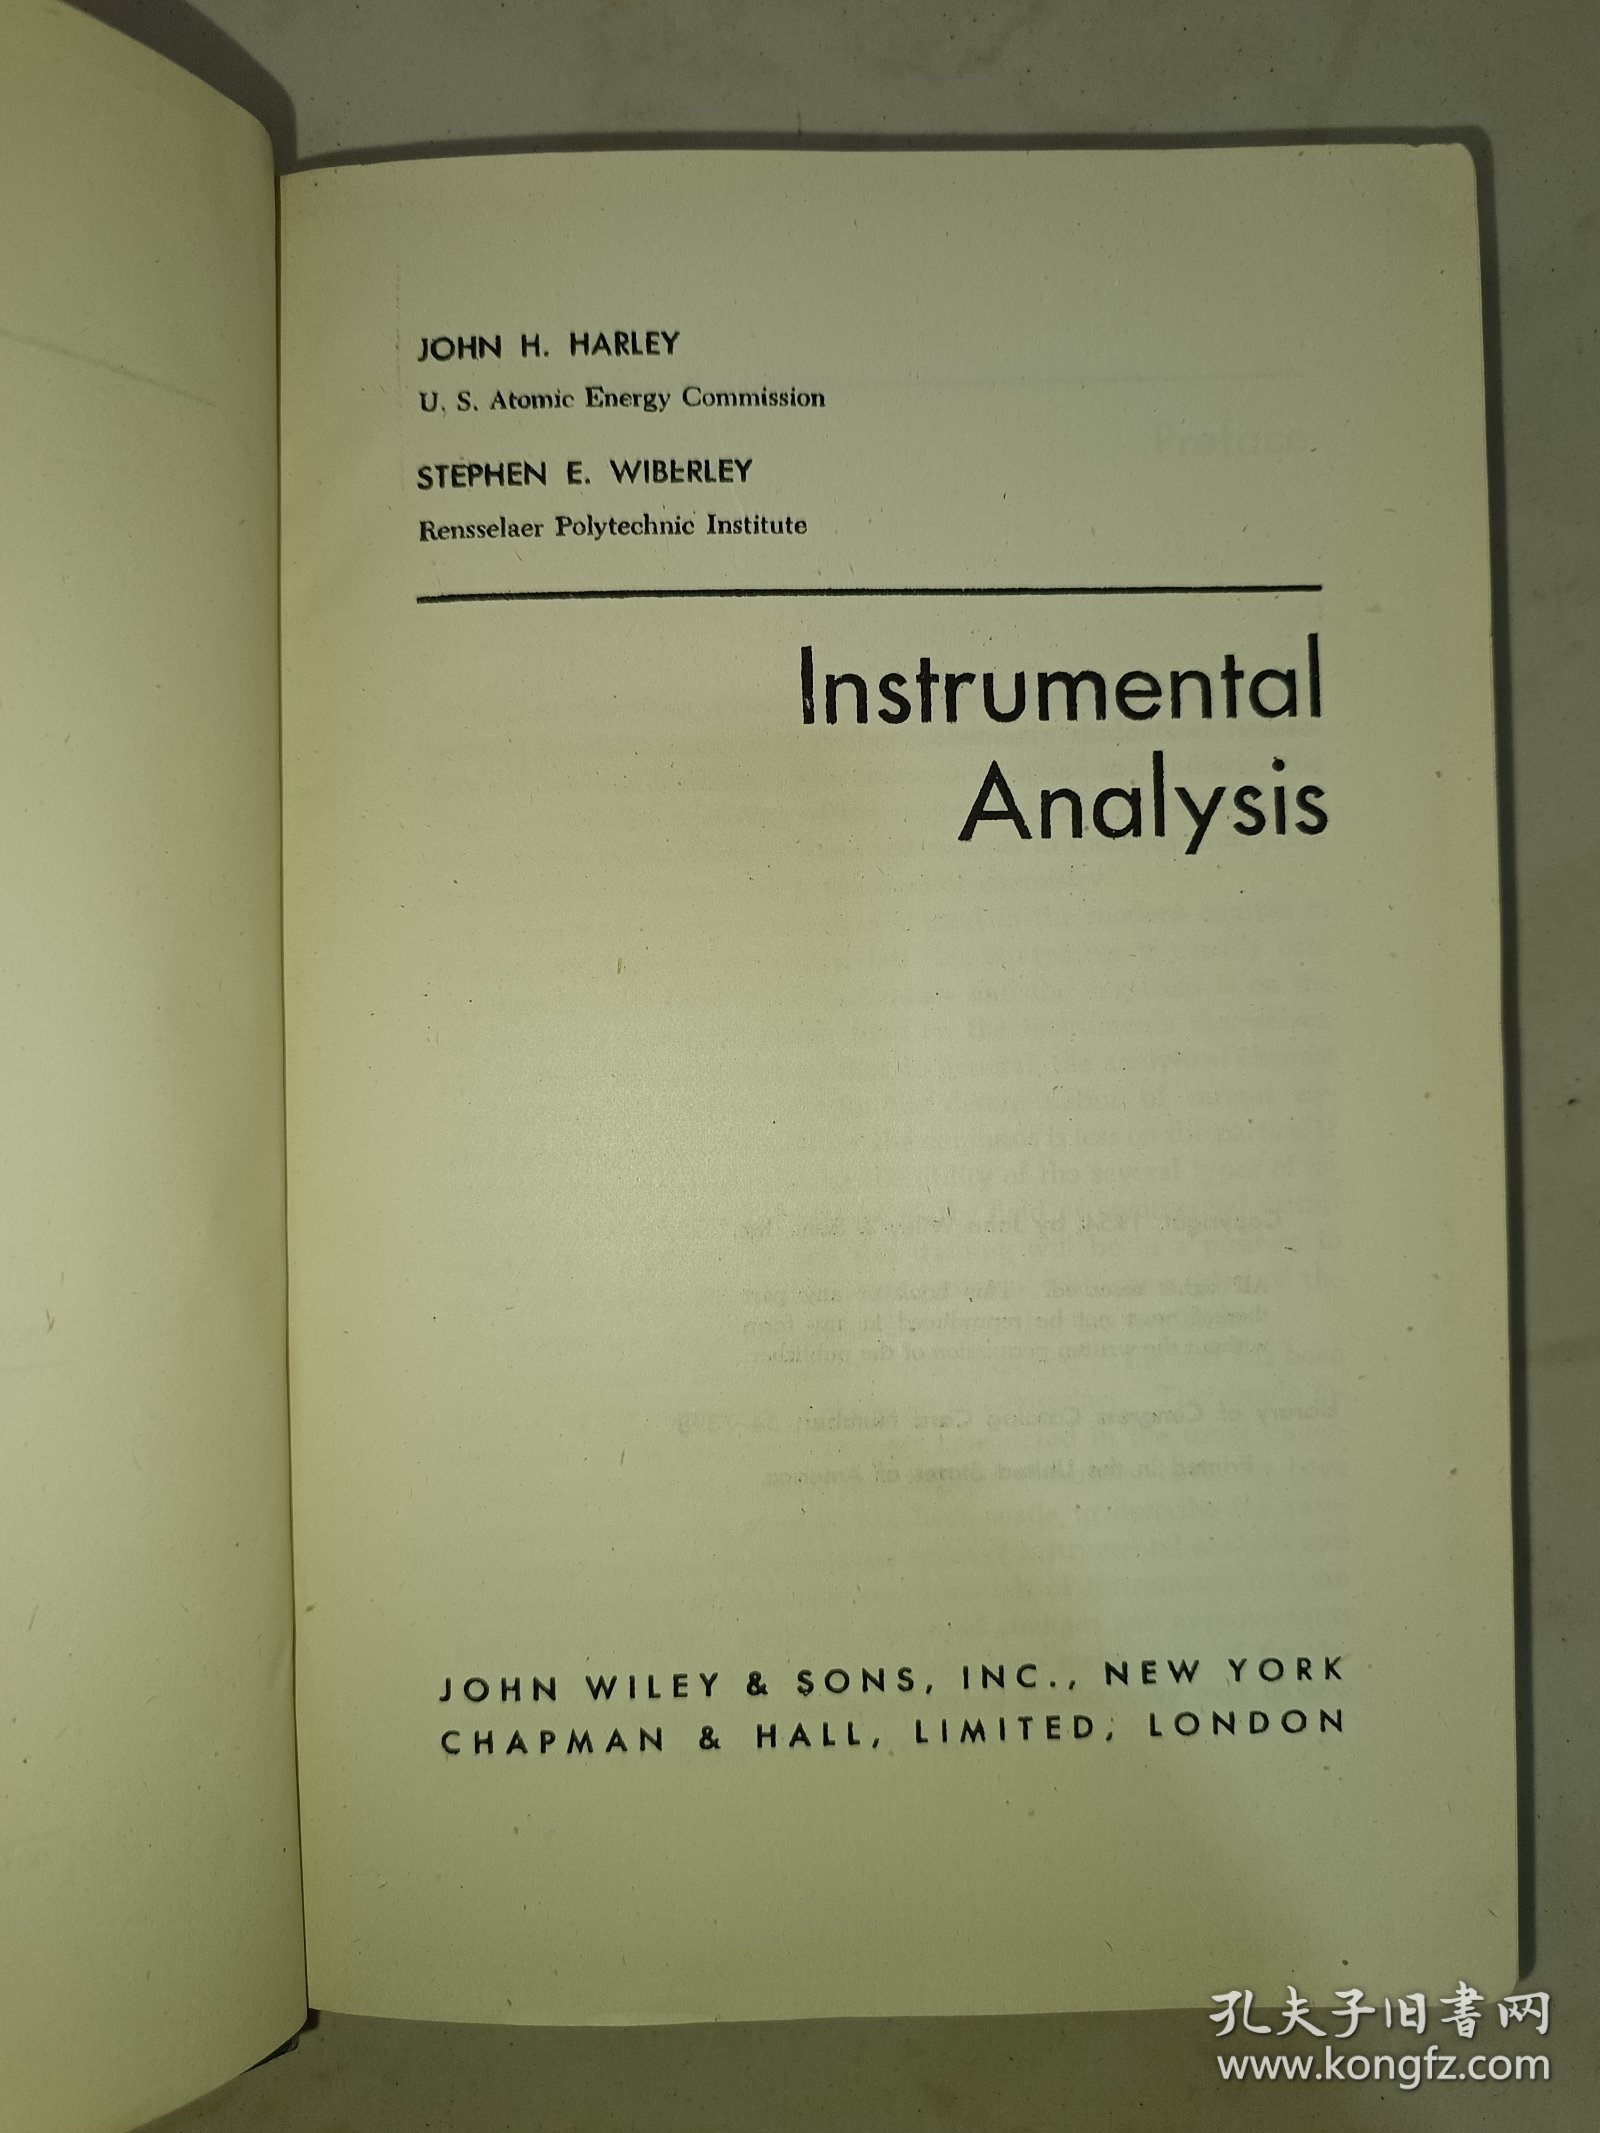 JOHN H. HARLEY
U. S. Atomic Energy Commission
STEPHEN E. WIBERLEY
Rensselaer Polytechnic Institute
Instrumental
Analysis
JOHN WILEY & SONS, INC., NEW YORK
CHAPMAN & HALL, LIMITED, LONDON
孔夫子旧书网
www.kongfz.com